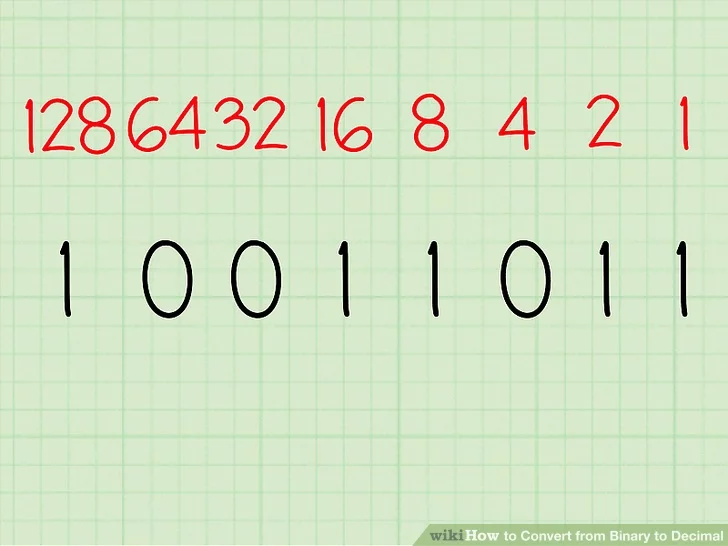 128 64 32 16 8 4 2 1
1 0 0 1 1 0 1 1
wikiHow to Convert from Binary to Decimal